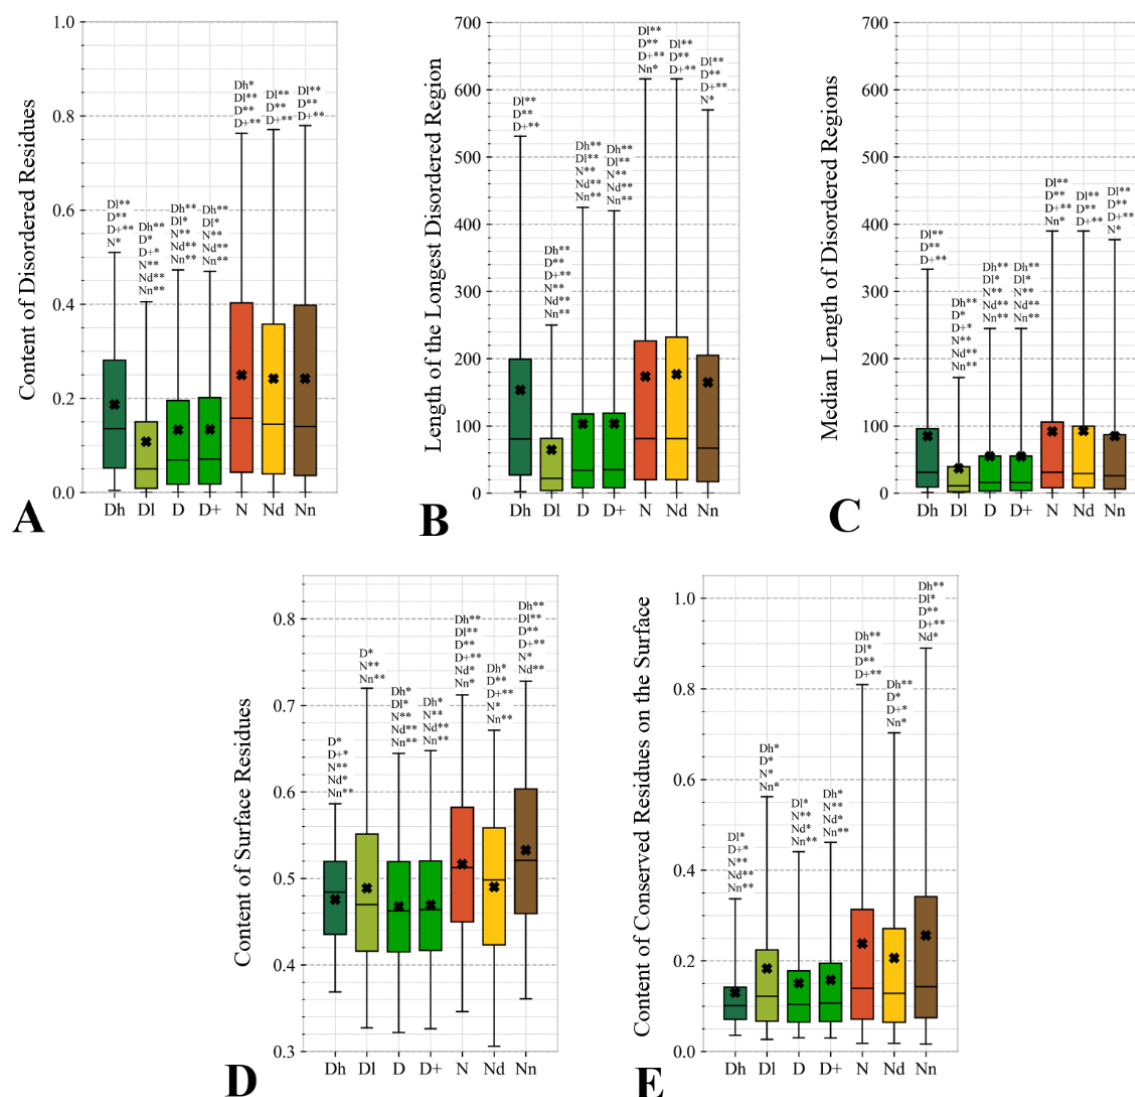 Content of Disordered Residues
1.0
0.8
0.6
0.4
0.2
0.0
Dl**
D**
D+**
N*
Dh**
D*
D+*
N**
Nd**
Nn**
Dh**
Dl*
N**
Nd**
Nn**
Dh**
Dl*
N**
Nd**
Nn**
Dh*
Dl**
D**
D+**
Dl**
D**
D+**
Dl**
D**
D+**
Dh Dl D D+ N Nd Nn
A
Length of the Longest Disordered Region
700
600
500
400
300
200
100
0
Dl**
D**
D+**
Dh**
D**
D+**
N**
Nd**
Nn**
Dh**
Dl**
N**
Nd**
Nn**
Dh**
Dl**
N**
Nd**
Nn**
Dl**
D**
D+**
Nn*
Dl**
D**
D+**
Dl**
D**
D+**
N*
Dh Dl D D+ N Nd Nn
B
Median Length of Disordered Regions
700
600
500
400
300
200
100
0
Dl**
D**
D+**
Dh**
D*
D+*
N**
Nd**
Nn**
Dh**
Dl*
N**
Nd**
Nn**
Dh**
Dl*
N**
Nd**
Nn**
Dl**
D**
D+**
Nn*
Dl**
D**
D+**
Dl**
D**
D+**
N*
Dh Dl D D+ N Nd Nn
C
Content of Surface Residues
0.8
0.7
0.6
0.5
0.4
0.3
D*
D+*
N**
Nd*
Nn**
D*
N**
Nn**
Dh*
Dl*
N**
Nd**
Nn**
Dh*
N**
Nd**
Nn**
Dh**
Dl**
D**
D+**
Nd*
Nn*
Dh*
D**
D+**
N*
Nn**
Dh**
Dl**
D**
D+**
N*
Nd**
Dh Dl D D+ N Nd Nn
D
Content of Conserved Residues on the Surface
1.0
0.8
0.6
0.4
0.2
0.0
Dl*
D+*
N**
Nd**
Nn**
Dh*
D*
N*
Nn*
Dl*
N**
Nd*
Nn**
Dh*
N**
Nd*
Nn**
Dh**
Dl*
D**
D+**
Dh**
D*
D+*
Nn*
Dh**
Dl*
D**
D+**
Nd*
Dh Dl D D+ N Nd Nn
E